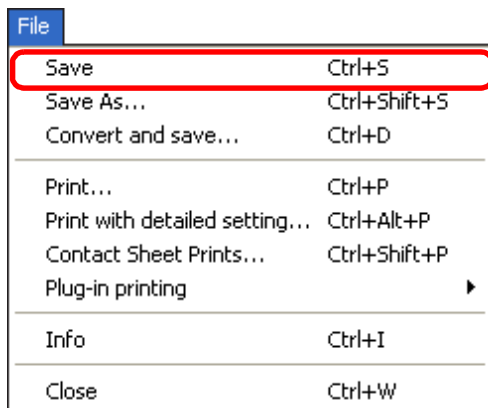 File
Save Ctrl+S
Save As... Ctrl+Shift+S
Convert and save... Ctrl+D
Print... Ctrl+P
Print with detailed setting... Ctrl+Alt+P
Contact Sheet Prints... Ctrl+Shift+P
Plug-in printing
Info Ctrl+I
Close Ctrl+W